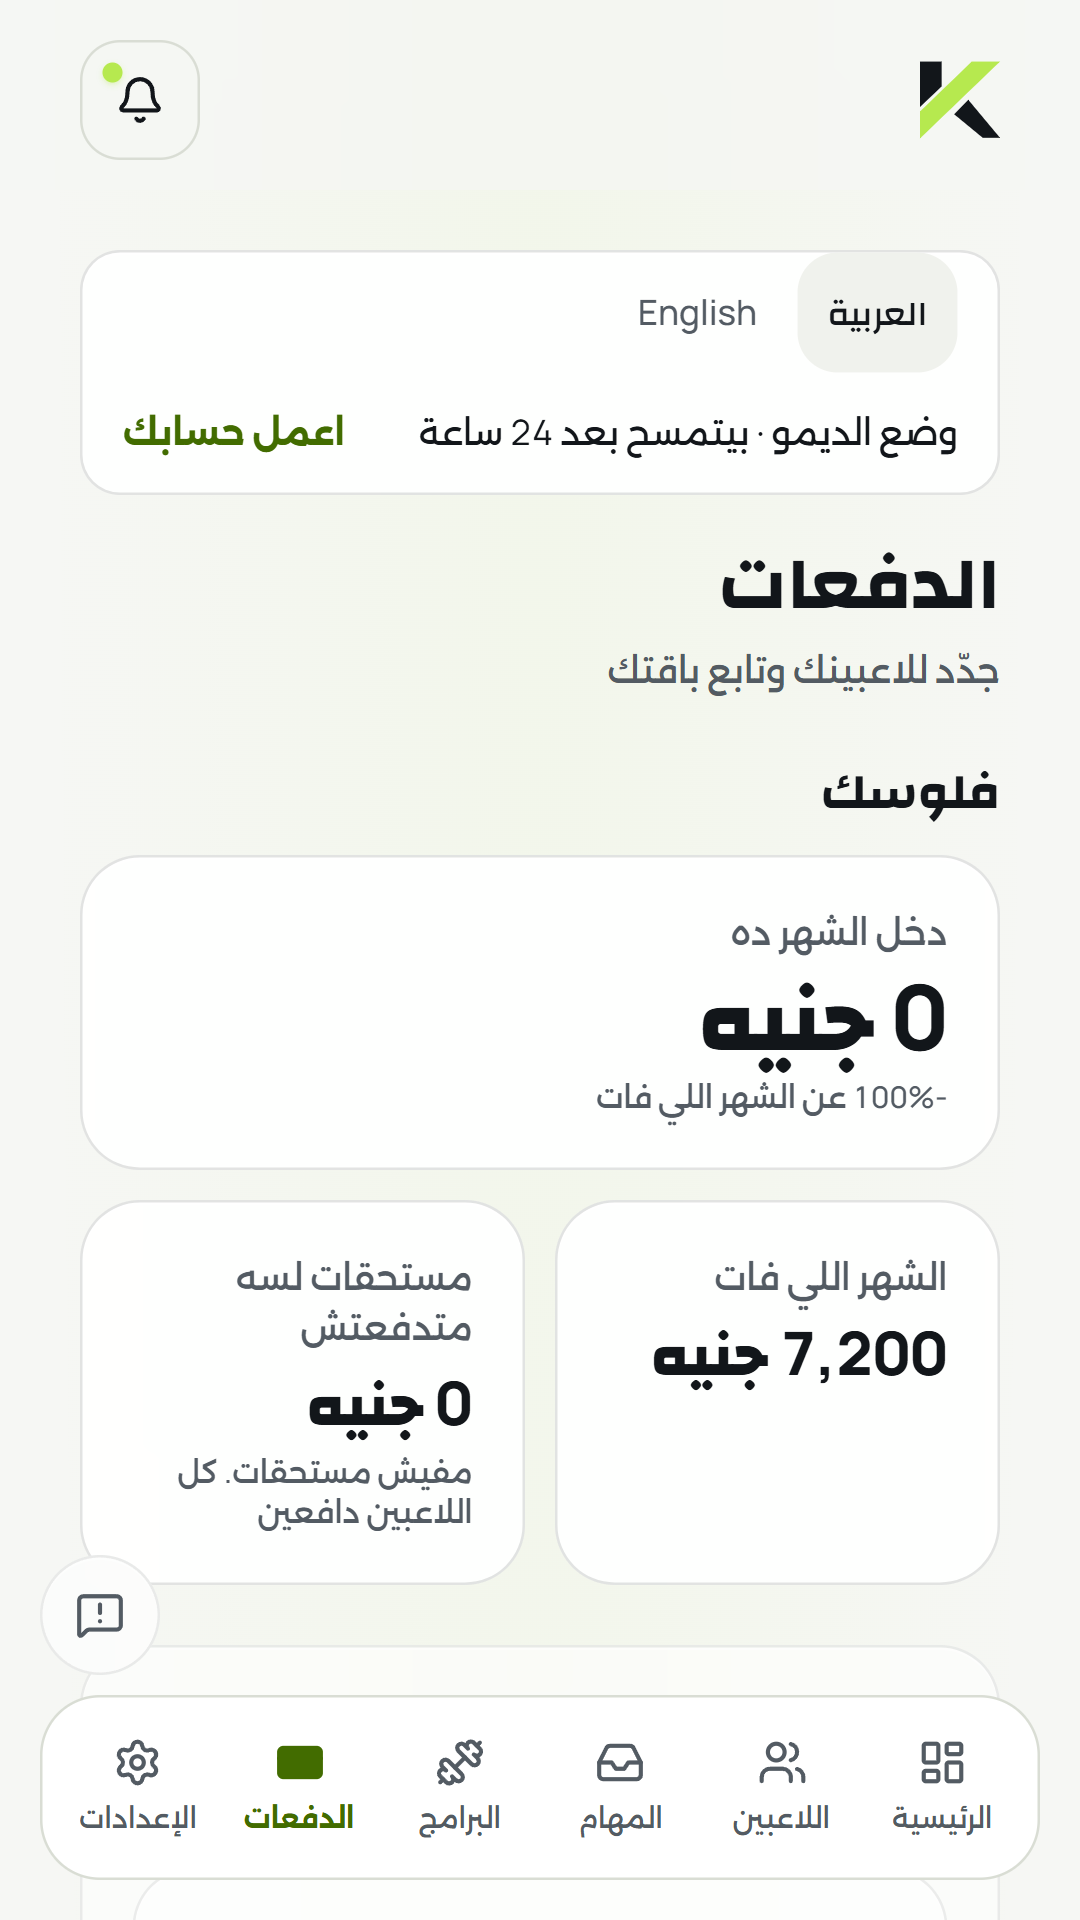 العربية English
وضع الديمو · بيتمسح بعد 24 ساعة اعمل حسابك
الدفعات
جدّد للاعبينك وتابع باقتك
فلوسك
دخل الشهر ده
0 جنيه
-100% عن الشهر اللي فات
الشهر اللي فات
7,200 جنيه
مستحقات لسه
متدفعتش
0 جنيه
مفيش مستحقات. كل
اللاعبين دافعين
الرئيسية اللاعبين المهام البرامج الدفعات الإعدادات